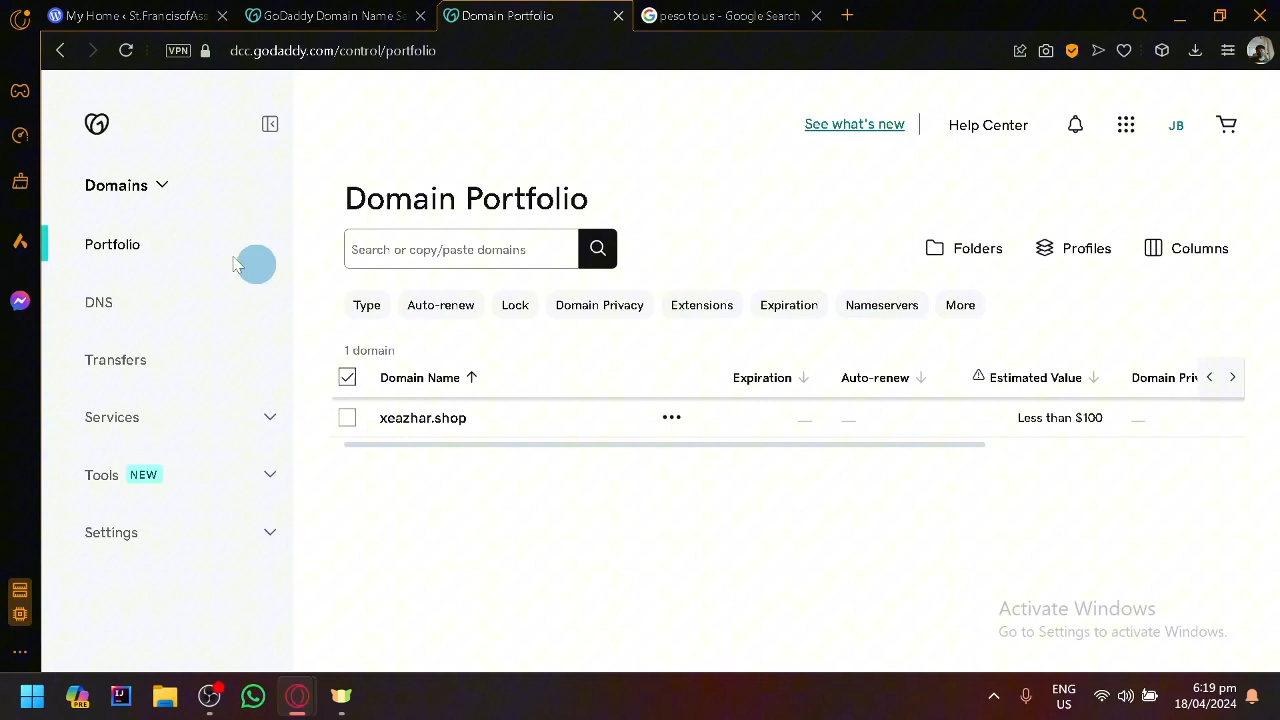 My Home < St.FrancisofAss
GoDaddy Domain Name Se
Domain Portfolio
peso to us - Google Search
VPN
dcc.godaddy.com/control/portfolio
See what's new
Help Center
JB
Domains
Portfolio
DNS
Transfers
Services
Tools NEW
Settings
Domain Portfolio
Search or copy/paste domains
Folders
Profiles
Columns
Type
Auto-renew
Lock
Domain Privacy
Extensions
Expiration
Nameservers
More
1 domain
Domain Name
Expiration
Auto-renew
Estimated Value
Domain Priv
xeazhar.shop
Less than $100
Activate Windows
Go to Settings to activate Windows.
PRE
ENG
US
6:19 pm
18/04/2024